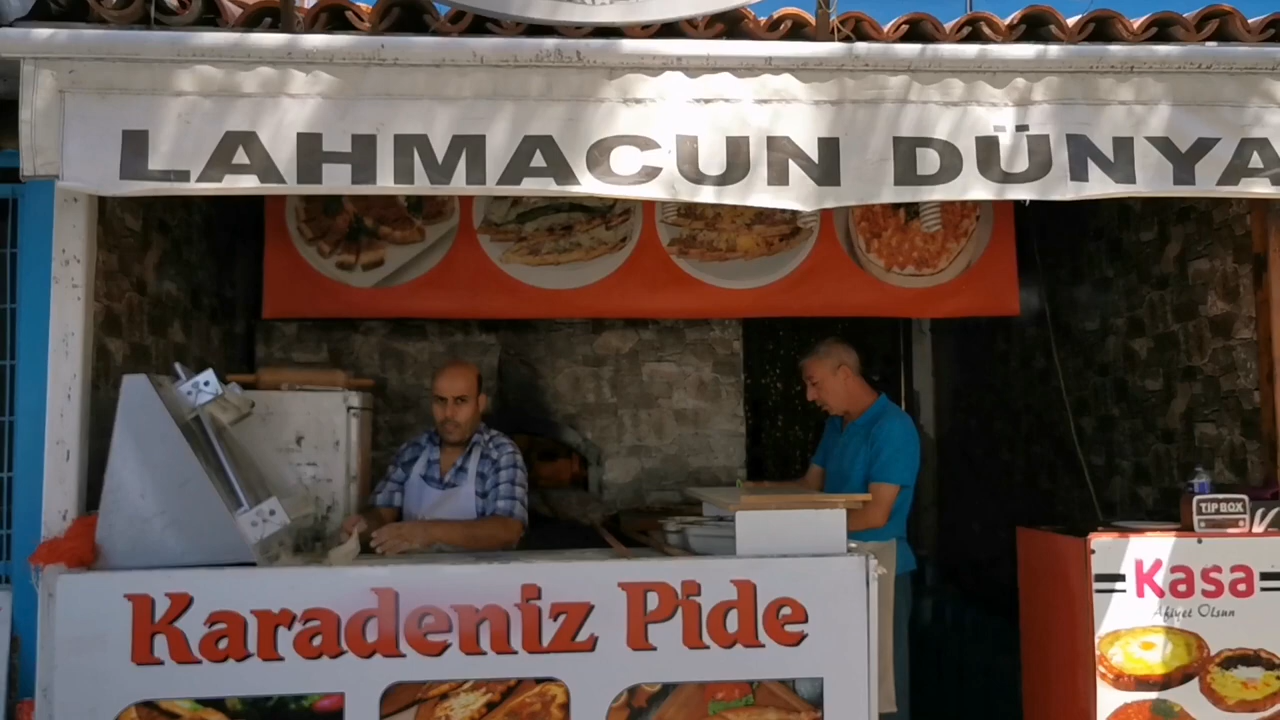 LAHMACUN DÜNYA
TIP BOX
Kasa
Afiyet Olsun
Karadeniz Pide